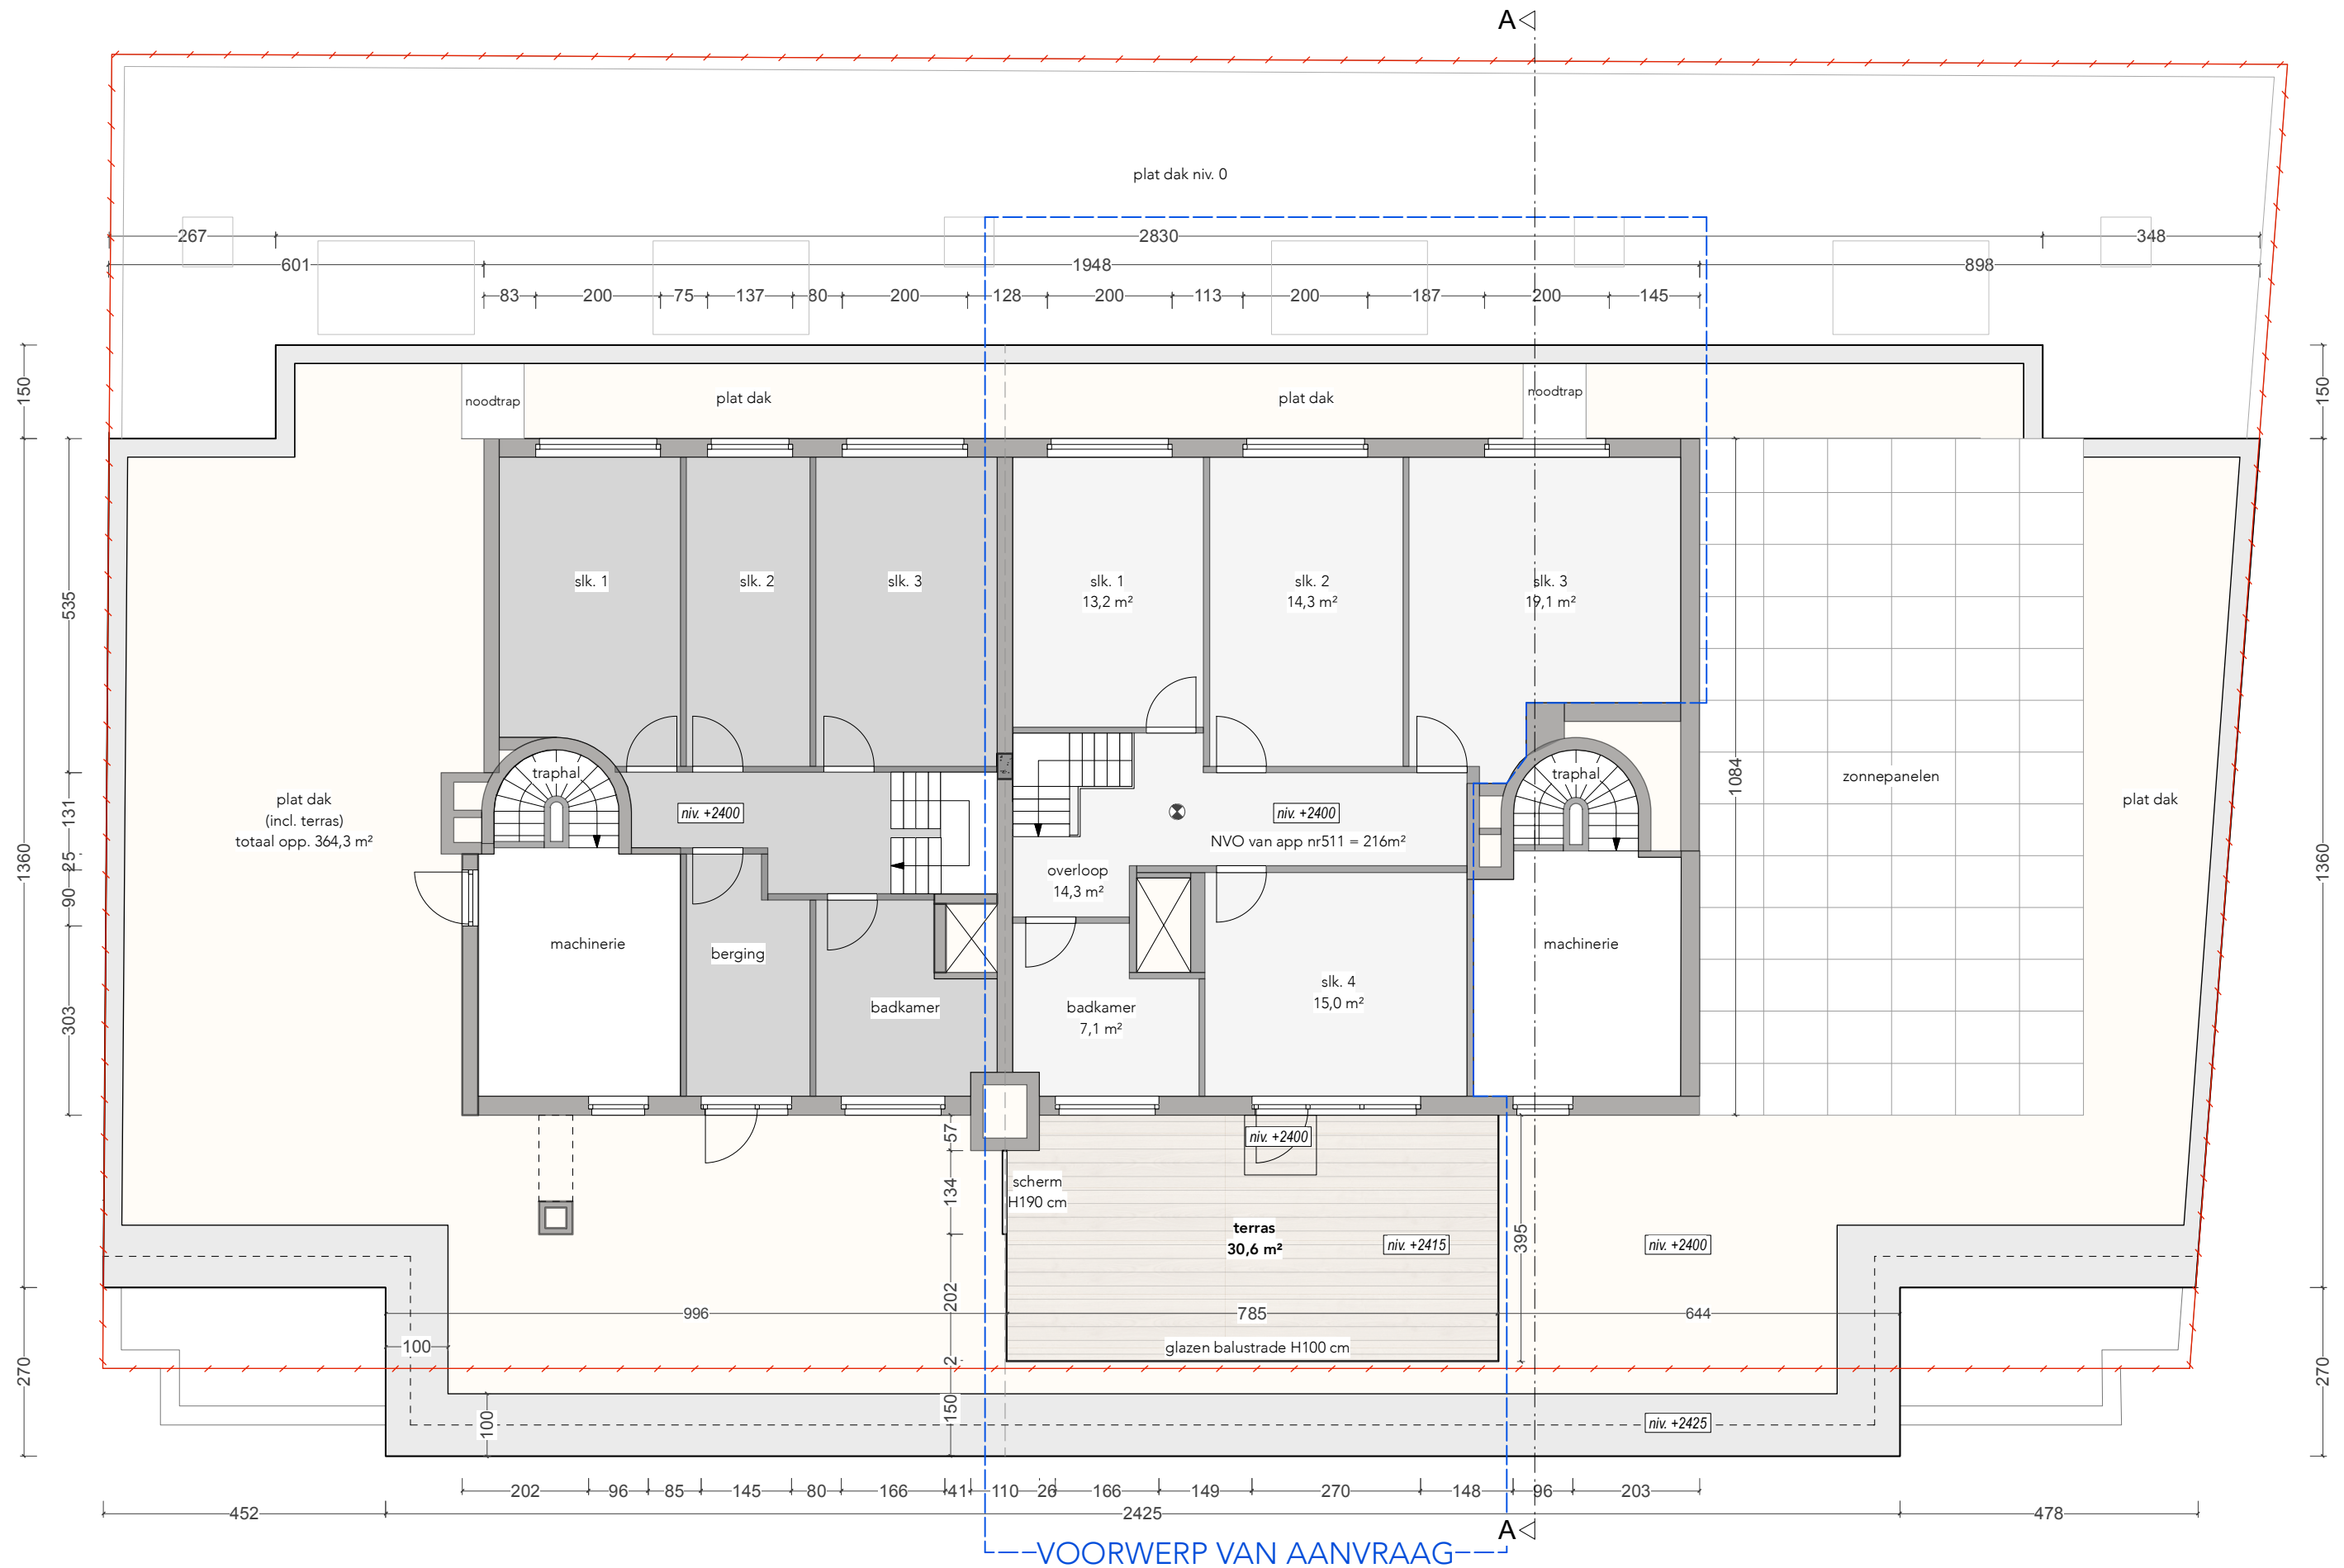 A
plat dak niv. 0
267
2830
348
601
1948
898
83 200 75 137 80 200 128 200 113 200 187 200 145
150
150
noodtrap
plat dak
plat dak
noodtrap
535
131
25
90
303
1360
270
slk. 1
slk. 2
slk. 3
slk. 1
13,2 m²
slk. 2
14,3 m²
slk. 3
19,1 m²
traphal
traphal
1084
zonnepanelen
plat dak
1360
270
plat dak
(incl. terras)
totaal opp. 364,3 m²
niv. +2400
niv. +2400
NVO van app nr511 = 216m²
overloop
14,3 m²
machinerie
berging
badkamer
badkamer
7,1 m²
slk. 4
15,0 m²
machinerie
57
134
202
2
150
niv. +2400
scherm
H190 cm
terras
30,6 m²
niv. +2415
395
niv. +2400
996
785
644
100
glazen balustrade H100 cm
100
niv. +2425
202 96 85 145 80 166 41 110 26 166 149 270 148 96 203
452
2425
478
A
VOORWERP VAN AANVRAAG